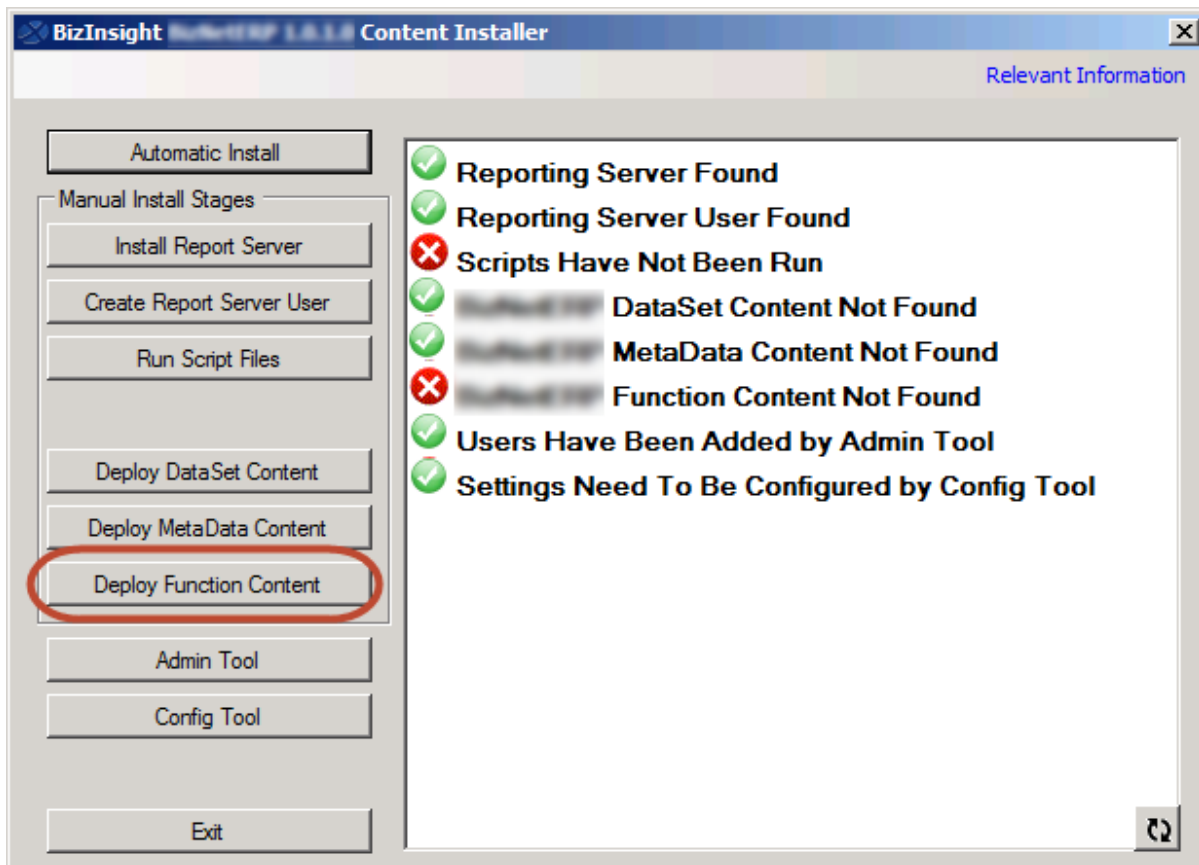 BizInsight Content Installer
Relevant Information
Automatic Install
Manual Install Stages
Install Report Server
Create Report Server User
Run Script Files
Deploy DataSet Content
Deploy MetaData Content
Deploy Function Content
Admin Tool
Config Tool
Exit
Reporting Server Found
Reporting Server User Found
Scripts Have Not Been Run
DataSet Content Not Found
MetaData Content Not Found
Function Content Not Found
Users Have Been Added by Admin Tool
Settings Need To Be Configured by Config Tool